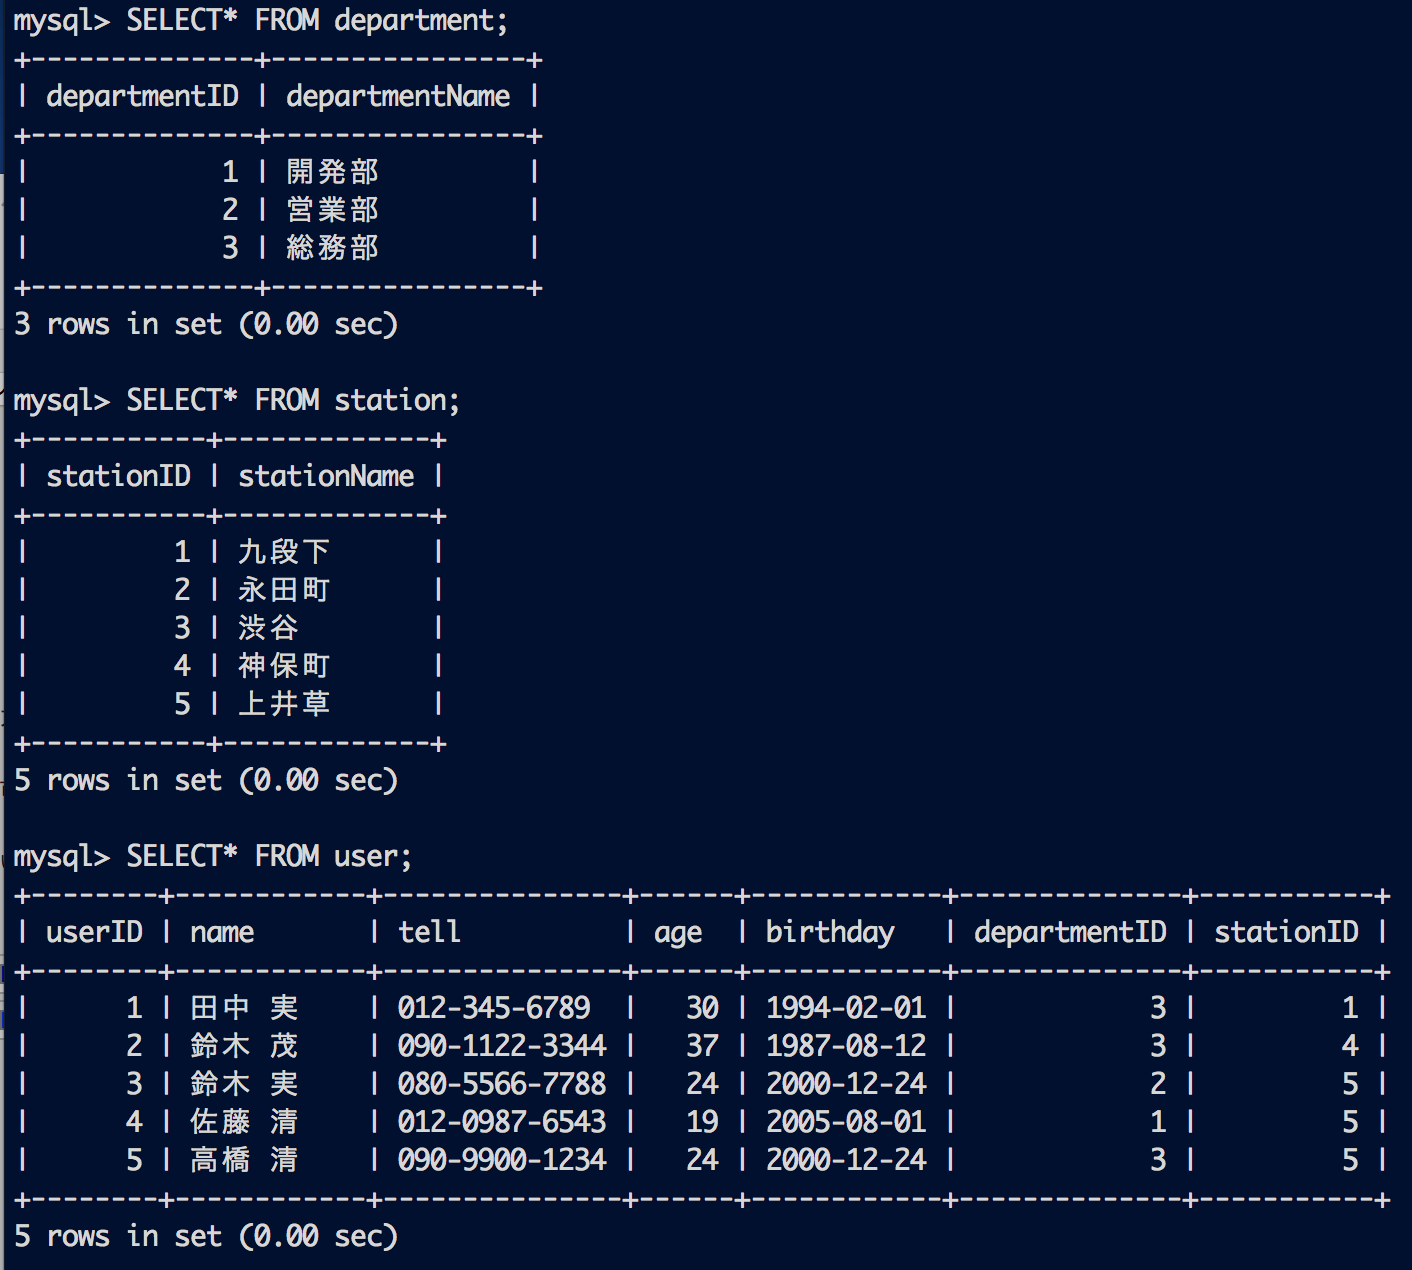 mysql> SELECT* FROM department;
+--------------+----------------+
| departmentID | departmentName |
+--------------+----------------+
|            1 | 開発部         |
|            2 | 営業部         |
|            3 | 総務部         |
+--------------+----------------+
3 rows in set (0.00 sec)

mysql> SELECT* FROM station;
+-----------+-------------+
| stationID | stationName |
+-----------+-------------+
|         1 | 九段下      |
|         2 | 永田町      |
|         3 | 渋谷        |
|         4 | 神保町      |
|         5 | 上井草      |
+-----------+-------------+
5 rows in set (0.00 sec)

mysql> SELECT* FROM user;
+--------+------------+---------------+------+------------+--------------+-----------+
| userID | name       | tell          | age  | birthday   | departmentID | stationID |
+--------+------------+---------------+------+------------+--------------+-----------+
|      1 | 田中 実    | 012-345-6789  |   30 | 1994-02-01 |            3 |         1 |
|      2 | 鈴木 茂    | 090-1122-3344 |   37 | 1987-08-12 |            3 |         4 |
|      3 | 鈴木 実    | 080-5566-7788 |   24 | 2000-12-24 |            2 |         5 |
|      4 | 佐藤 清    | 012-0987-6543 |   19 | 2005-08-01 |            1 |         5 |
|      5 | 高橋 清    | 090-9900-1234 |   24 | 2000-12-24 |            3 |         5 |
+--------+------------+---------------+------+------------+--------------+-----------+
5 rows in set (0.00 sec)